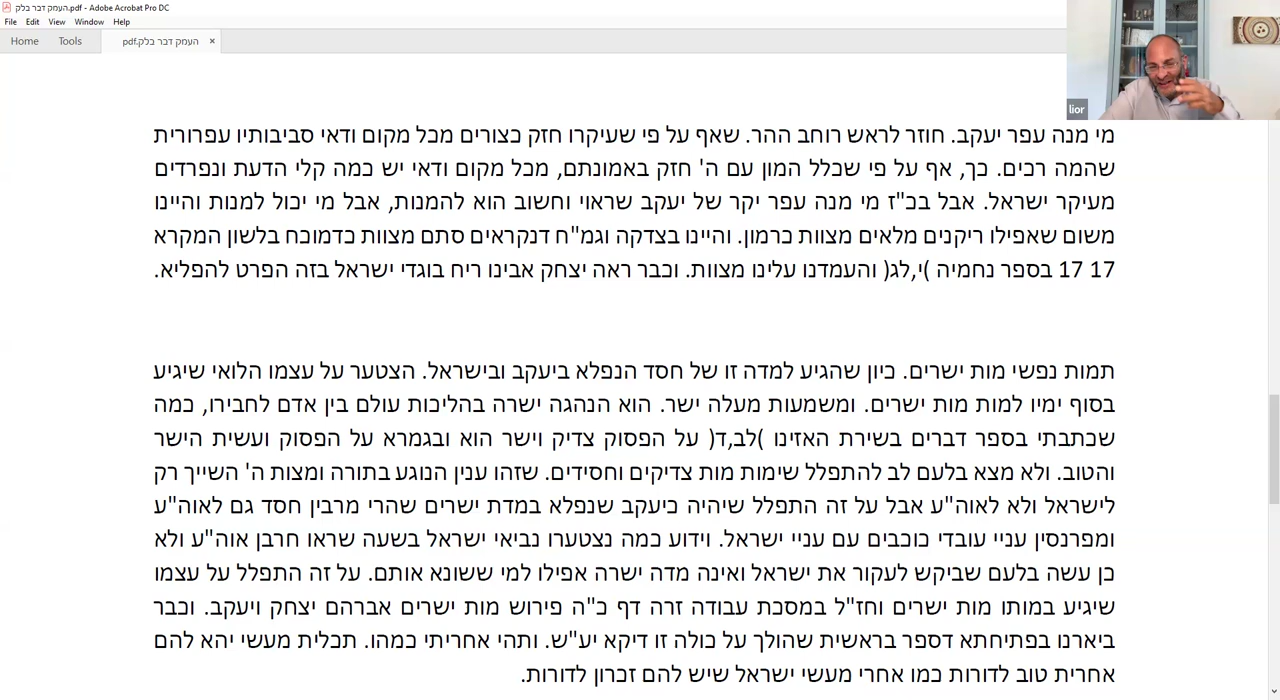 העמק דבר בלק.pdf - Adobe Acrobat Pro DC
File Edit View Window Help
Home Tools העמק דבר בלק.pdf ×
lior
מי מנה עפר יעקב. חוזר לראש רוחב ההר. שאף על פי שעיקרו חזק כצורים מכל מקום ודאי סביבותיו עפרורית
שהמה רכים. כך, אף על פי שכלל המון עם ה' חזק באמונתם, מכל מקום ודאי יש כמה קלי הדעת ונפרדים
מעיקר ישראל. אבל בכ"ז מי מנה עפר יקר של יעקב שראוי וחשוב הוא להמנות, אבל מי יכול למנות והיינו
משום שאפילו ריקנים מלאים מצוות כרמון. והיינו בצדקה וגמ"ח דנקראים סתם מצוות כדמוכח בלשון המקרא
17 17 בספר נחמיה )י,לג( והעמדנו עלינו מצוות. וכבר ראה יצחק אבינו ריח בוגדי ישראל בזה הפרט להפליא.
תמות נפשי מות ישרים. כיון שהגיע למדה זו של חסד הנפלא ביעקב ובישראל. הצטער על עצמו הלואי שיגיע
בסוף ימיו למות מות ישרים. ומשמעות מעלה ישר. הוא הנהגה ישרה בהליכות עולם בין אדם לחבירו, כמה
שכתבתי בספר דברים בשירת האזינו )לב,ד( על הפסוק צדיק וישר הוא ובגמרא על הפסוק ועשית הישר
והטוב. ולא מצא בלעם לב להתפלל שימות מות צדיקים וחסידים. שזהו ענין הנוגע בתורה ומצות ה' השייך רק
לישראל ולא לאוה"ע אבל על זה התפלל שיהיה כיעקב שנפלא במדת ישרים שהרי מרבין חסד גם לאוה"ע
ומפרנסין עניי עובדי כוכבים עם עניי ישראל. וידוע כמה נצטערו נביאי ישראל בשעה שראו חרבן אוה"ע ולא
כן עשה בלעם שביקש לעקור את ישראל ואינה מדה ישרה אפילו למי ששונא אותם. על זה התפלל על עצמו
שיגיע במותו מות ישרים וחז"ל במסכת עבודה זרה דף כ"ה פירוש מות ישרים אברהם יצחק ויעקב. וכבר
ביארנו בפתיחתא דספר בראשית שהולך על כולה זו דיקא יע"ש. ותהי אחריתי כמהו. תכלית מעשי יהא להם
אחרית טוב לדורות כמו אחרי מעשי ישראל שיש להם זכרון לדורות.